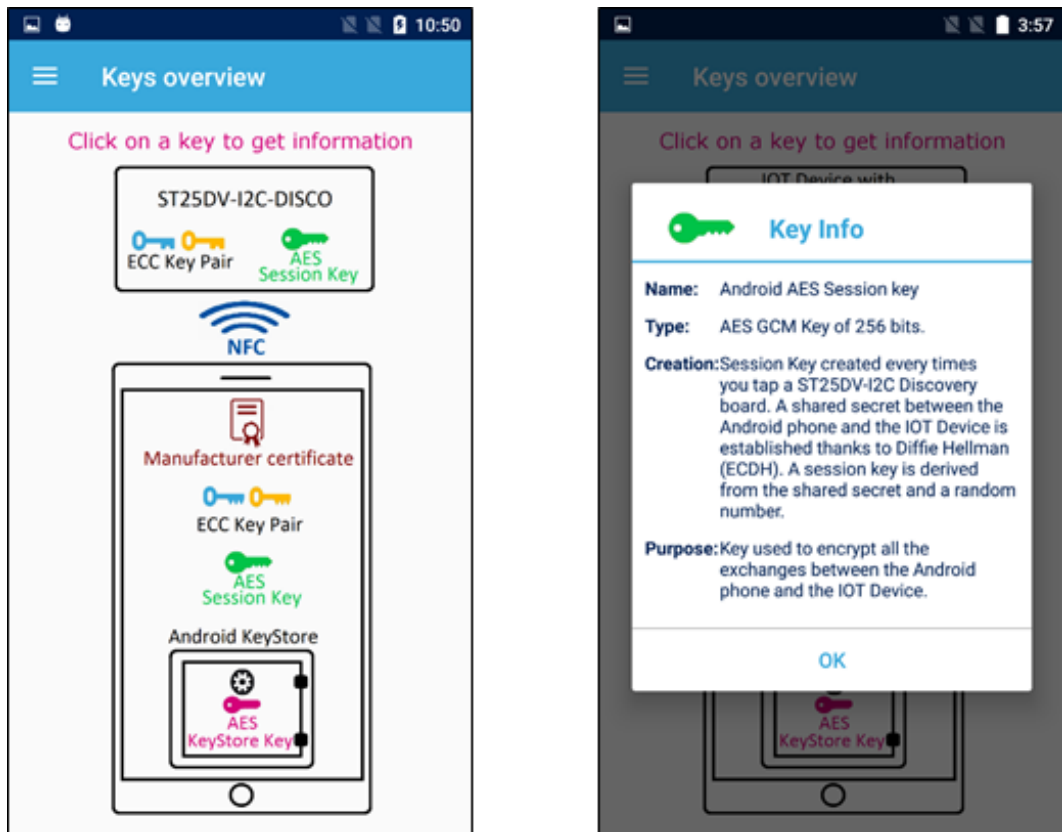 10:50
Keys overview
Click on a key to get information
ST25DV-I2C-DISCO
ECC Key Pair
AES
Session Key
NFC
Manufacturer certificate
ECC Key Pair
AES
Session Key
Android KeyStore
AES
KeyStore Key
3:57
Keys overview
Click on a key to get information
IOT Device with
Key Info
Name: Android AES Session key
Type: AES GCM Key of 256 bits.
Creation: Session Key created every times
you tap a ST25DV-I2C Discovery
board. A shared secret between the
Android phone and the IOT Device is
established thanks to Diffie Hellman
(ECDH). A session key is derived
from the shared secret and a random
number.
Purpose: Key used to encrypt all the
exchanges between the Android
phone and the IOT Device.
OK
AES
KeyStore Key